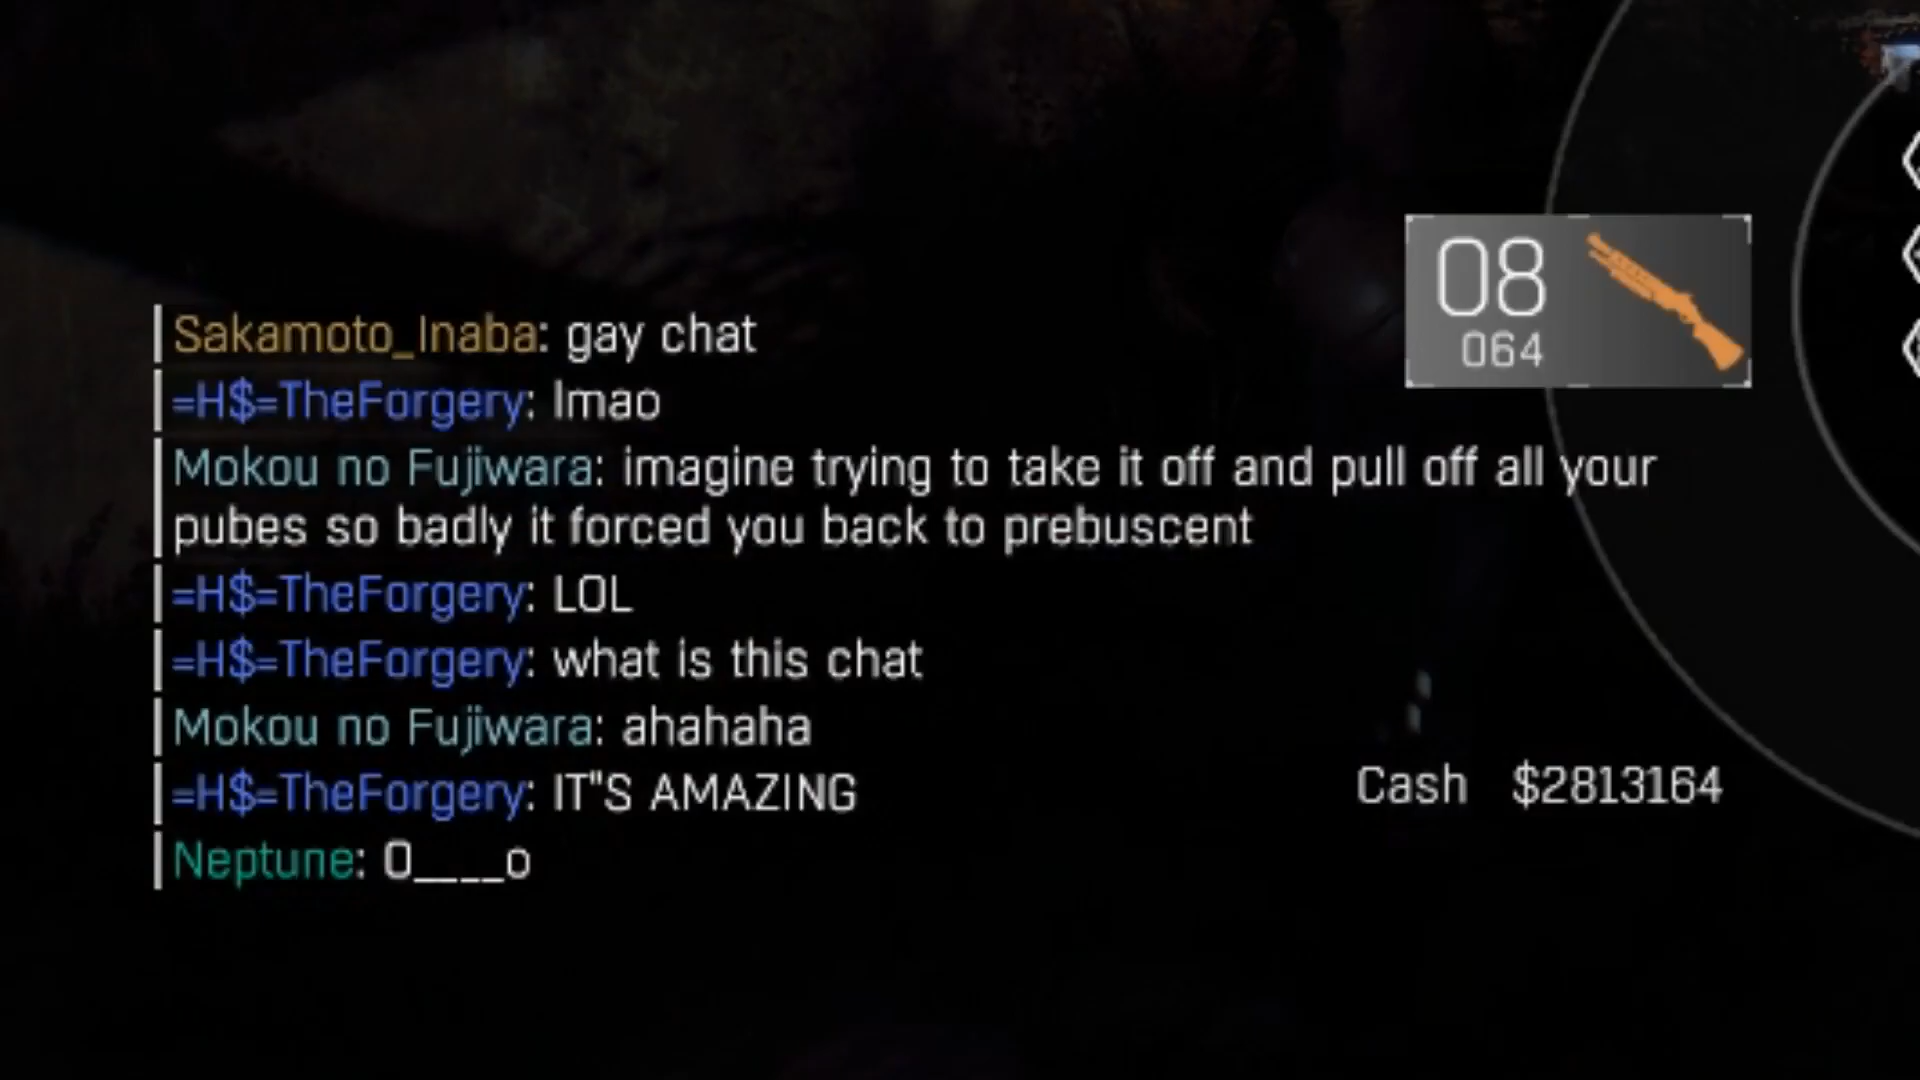 08
064
Sakamoto_Inaba: gay chat
=H$=TheForgery: lmao
Mokou no Fujiwara: imagine trying to take it off and pull off all your
pubes so badly it forced you back to prebuscent
=H$=TheForgery: LOL
=H$=TheForgery: what is this chat
Mokou no Fujiwara: ahahaha
=H$=TheForgery: IT"S AMAZING
Cash $2813164
Neptune: O____o